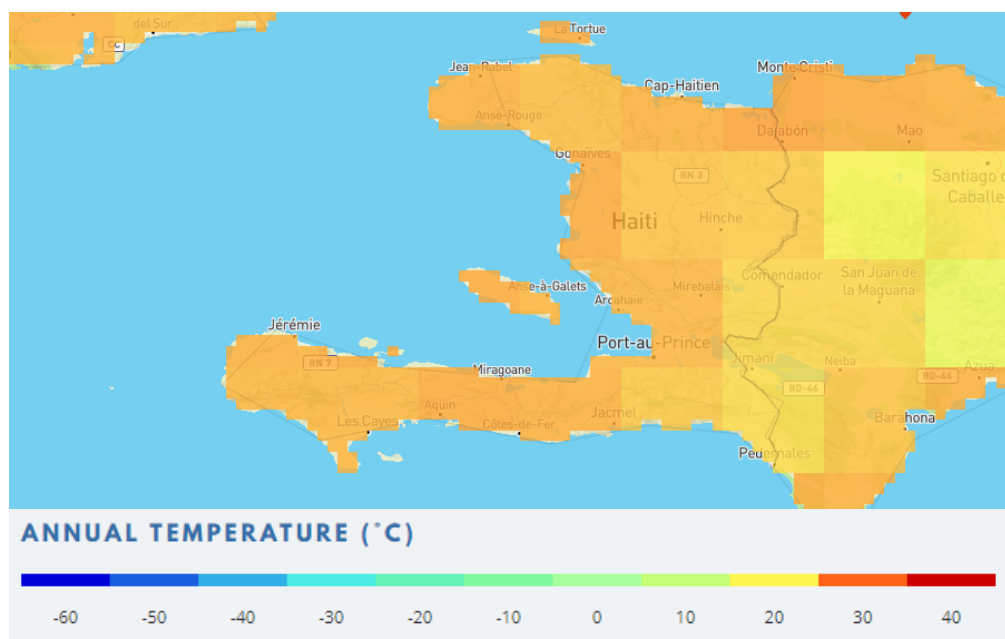 del Sur
CC
La Tortue
Jean-Rabel
Cap-Haïtien
Monte Cristi
Anse-Rouge
Dajabón
Mao
Gonaïves
RN 3
Santiago d
Caballe
Haiti
Hinche
Comendador
San Juan de
la Maguana
Anse-à-Galets
Arcahaie
Mirebalais
Jérémie
Port-au-Prince
RN 7
Miragoane
Jimaní
Neiba
Azua
RD-46
RD-44
Les Cayes
Aquin
Côtes-de-Fer
Jacmel
Barahona
Pedernales
ANNUAL TEMPERATURE (°C)
-60 -50 -40 -30 -20 -10 0 10 20 30 40